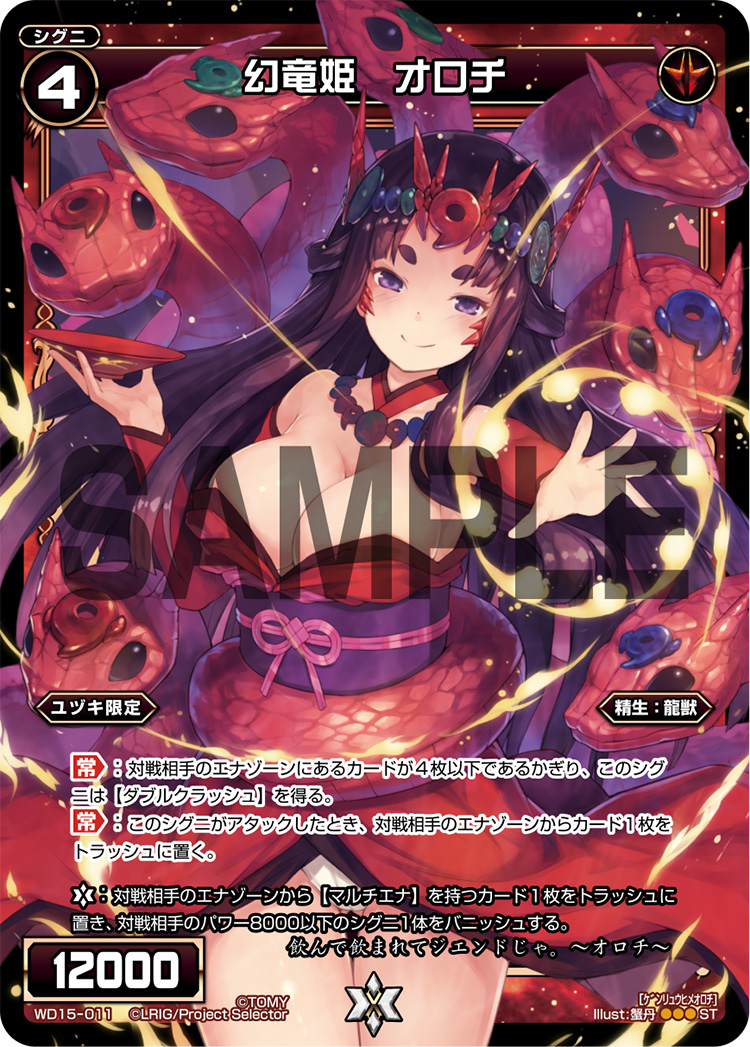 シグニ
4
幻竜姫　オロチ
SAMPLE
ユヅキ限定
精生：龍獣
常：対戦相手のエナゾーンにあるカードが4枚以下であるかぎり、このシグ
ニは【ダブルクラッシュ】を得る。
常：このシグニがアタックしたとき、対戦相手のエナゾーンからカード1枚を
トラッシュに置く。
：対戦相手のエナゾーンから【マルチエナ】を持つカード1枚をトラッシュに
置き、対戦相手のパワー8000以下のシグニ1体をバニッシュする。
飲んで飲まれてジエンドじゃ。～オロチ～
12000
©TOMY
WD15-011 ©LRIG/Project Selector
[ゲンリュウヒメオロチ]
Illust:蟹丹 ST